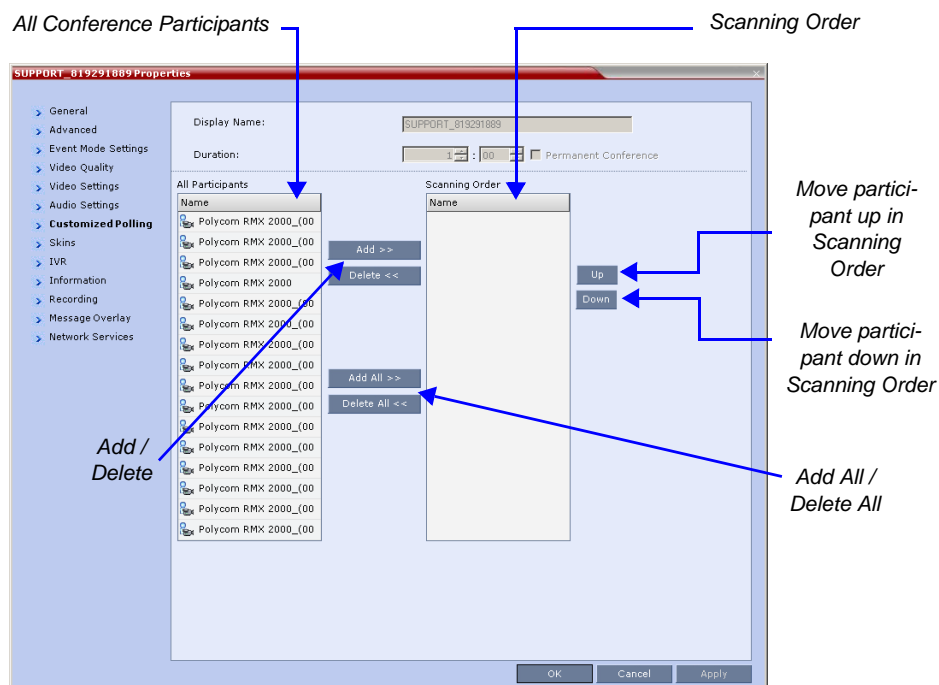 All Conference Participants
Scanning Order
SUPPORT_819291889 Properties
General
Advanced
Event Mode Settings
Video Quality
Video Settings
Audio Settings
Customized Polling
Skins
IVR
Information
Recording
Message Overlay
Network Services
Display Name:
SUPPORT_819291889
Duration:
1 : 00
Permanent Conference
All Participants
Name
Polycom RMX 2000_(00
Polycom RMX 2000_(00
Polycom RMX 2000_(00
Polycom RMX 2000
Polycom RMX 2000_(00
Polycom RMX 2000_(00
Polycom RMX 2000_(00
Polycom RMX 2000_(00
Polycom RMX 2000_(00
Polycom RMX 2000_(00
Polycom RMX 2000_(00
Polycom RMX 2000_(00
Polycom RMX 2000_(00
Polycom RMX 2000_(00
Polycom RMX 2000_(00
Polycom RMX 2000_(00
Add >>
Delete <<
Add All >>
Delete All <<
Scanning Order
Name
Up
Down
Move partici-
pant up in
Scanning
Order
Move partici-
pant down in
Scanning Order
Add /
Delete
Add All /
Delete All
OK
Cancel
Apply